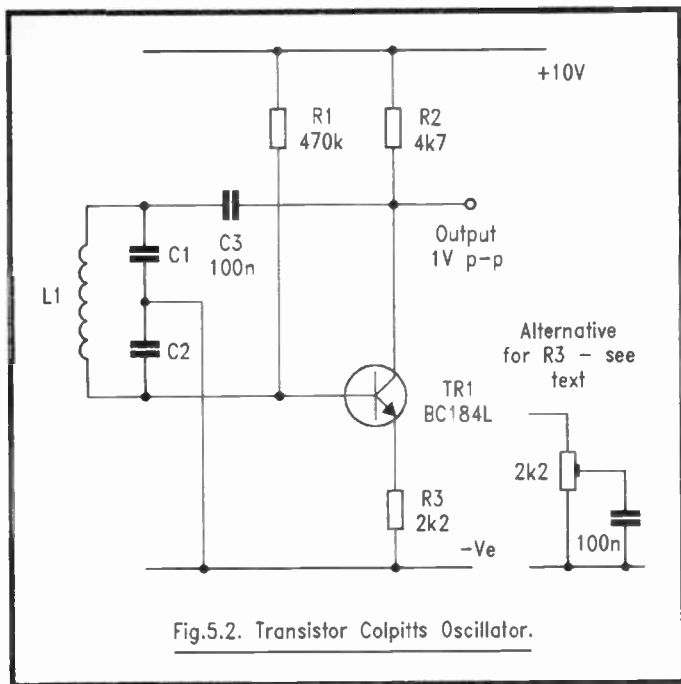 +10V
R1
470k
R2
4k7
C3
100n
Output
1V p-p
L1
C1
C2
Alternative
for R3 - see
text
TR1
BC184L
2k2
R3
2k2
100n
-Ve
Fig.5.2. Transistor Colpitts Oscillator.